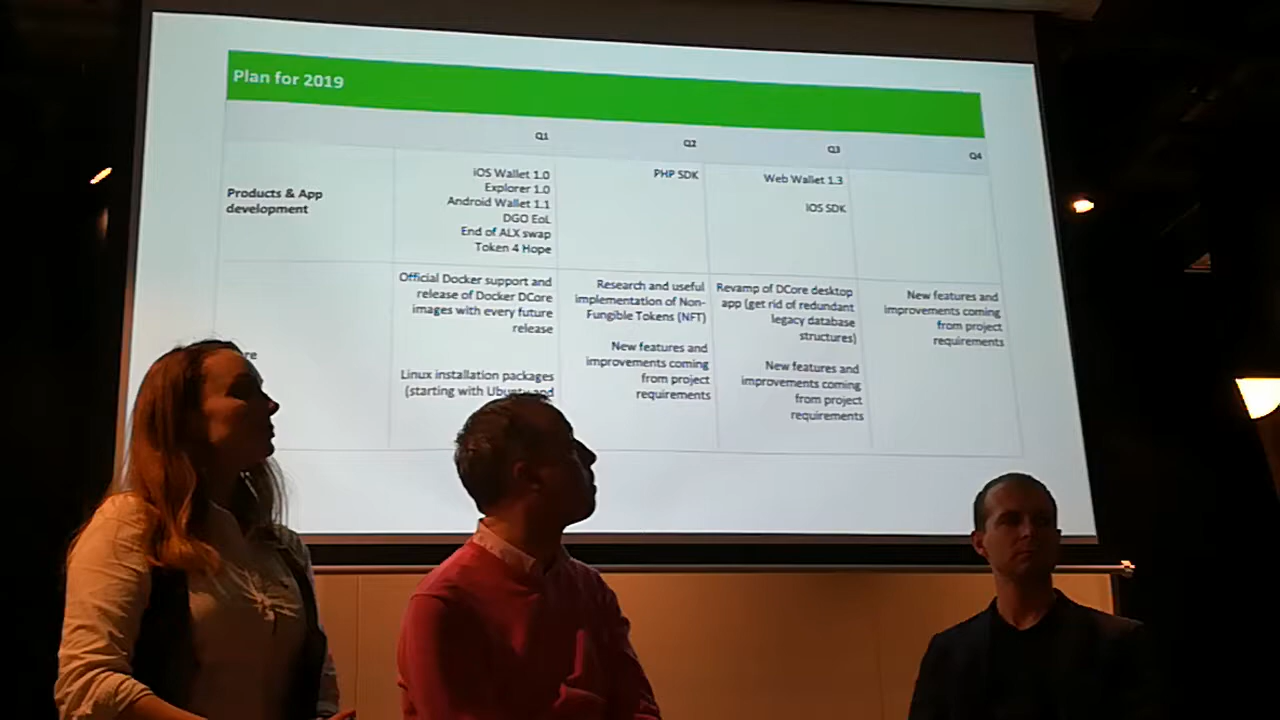 Plan for 2019
Q1
Q2
Q3
Q4
Products & App
development
iOS Wallet 1.0
Explorer 1.0
Android Wallet 1.1
DGO EoL
End of ALX swap
Token 4 Hope
PHP SDK
Web Wallet 1.3
iOS SDK
Official Docker support and
release of Docker DCore
images with every future
release
Linux installation packages
(starting with Ubuntu and
Research and useful
implementation of Non-
Fungible Tokens (NFT)
New features and
improvements coming
from project
requirements
Revamp of DCore desktop
app (get rid of redundant
legacy database
structures)
New features and
improvements coming
from project
requirements
New features and
improvements coming
from project
requirements